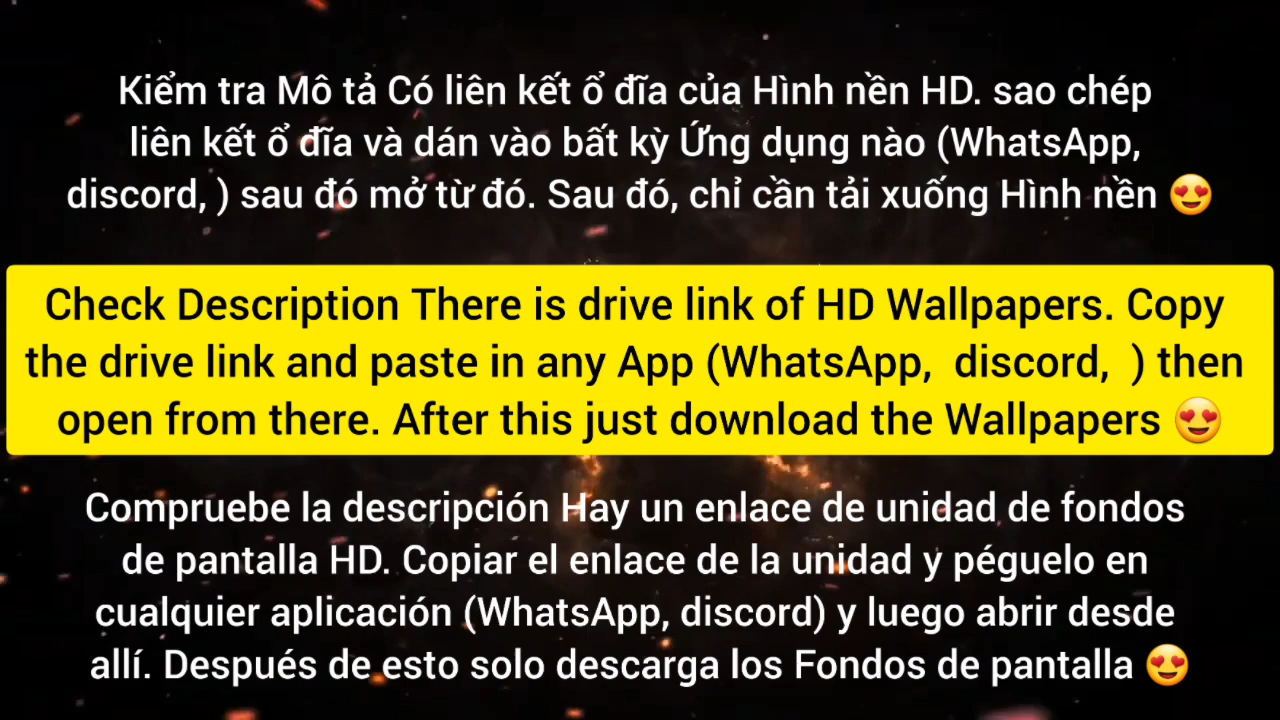 Kiểm tra Mô tả Có liên kết ổ đĩa của Hình nền HD. sao chép
liên kết ổ đĩa và dán vào bất kỳ Ứng dụng nào (WhatsApp,
discord, ) sau đó mở từ đó. Sau đó, chỉ cần tải xuống Hình nền 😍
Check Description There is drive link of HD Wallpapers. Copy
the drive link and paste in any App (WhatsApp,  discord,  ) then
open from there. After this just download the Wallpapers 😍
Compruebe la descripción Hay un enlace de unidad de fondos
de pantalla HD. Copiar el enlace de la unidad y péguelo en
cualquier aplicación (WhatsApp, discord) y luego abrir desde
allí. Después de esto solo descarga los Fondos de pantalla 😍